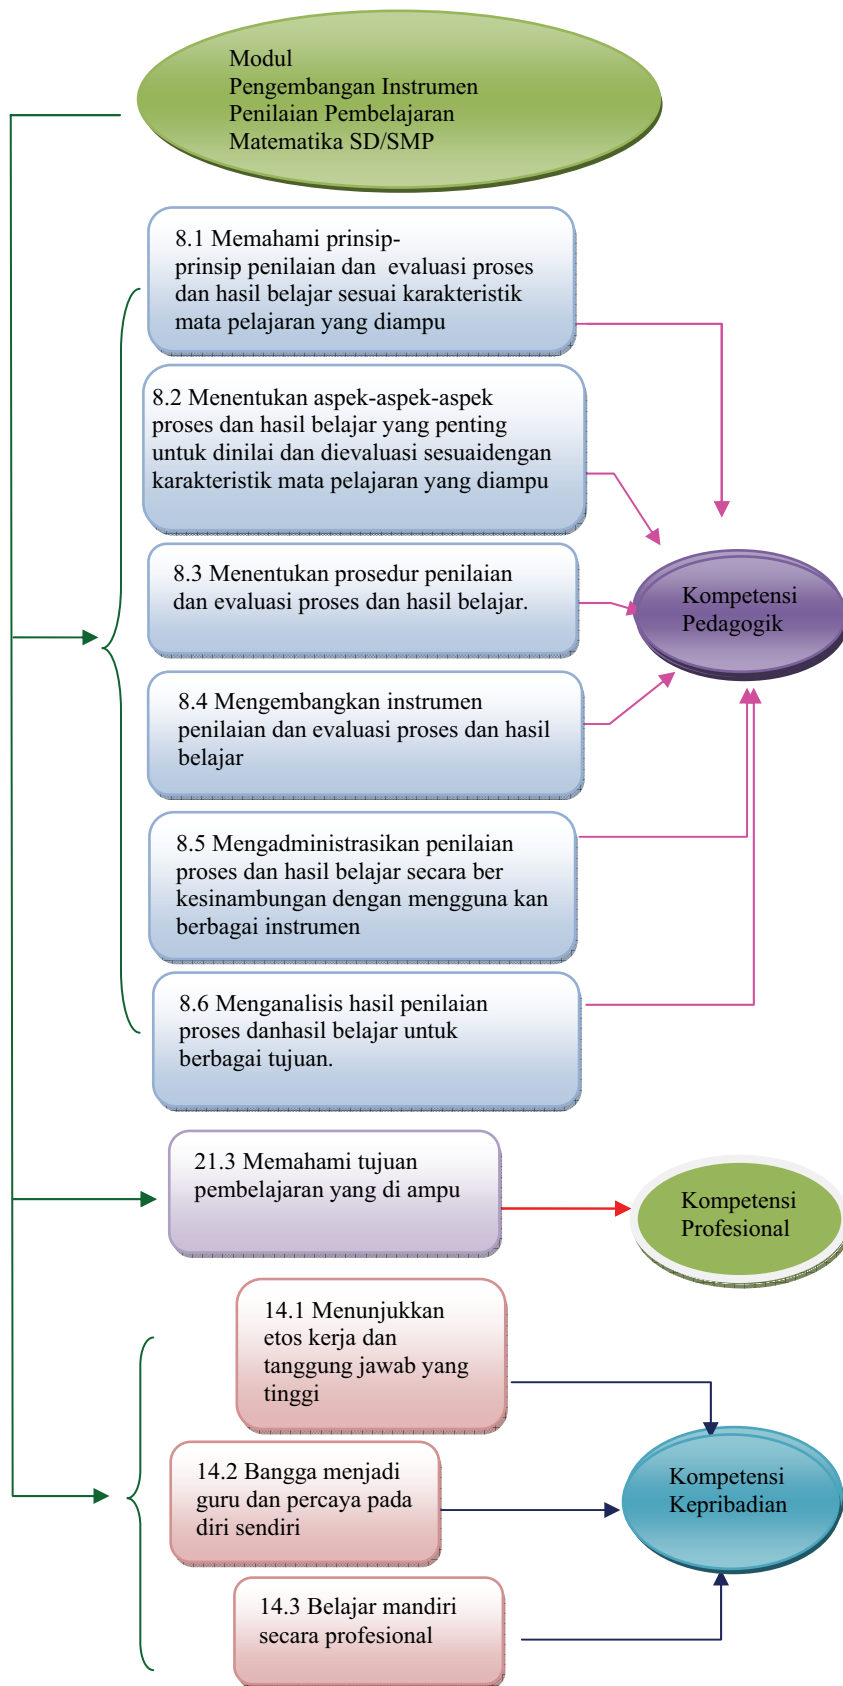 Modul
Pengembangan Instrumen
Penilaian Pembelajaran
Matematika SD/SMP
8.1 Memahami prinsip-
prinsip penilaian dan  evaluasi proses
dan hasil belajar sesuai karakteristik
mata pelajaran yang diampu
8.2 Menentukan aspek-aspek-aspek
proses dan hasil belajar yang penting
untuk dinilai dan dievaluasi sesuaidengan
karakteristik mata pelajaran yang diampu
8.3 Menentukan prosedur penilaian
dan evaluasi proses dan hasil belajar.
Kompetensi
Pedagogik
8.4 Mengembangkan instrumen
penilaian dan evaluasi proses dan hasil
belajar
8.5 Mengadministrasikan penilaian
proses dan hasil belajar secara ber
kesinambungan dengan mengguna kan
berbagai instrumen
8.6 Menganalisis hasil penilaian
proses danhasil belajar untuk
berbagai tujuan.
21.3 Memahami tujuan
pembelajaran yang di ampu
Kompetensi
Profesional
14.1 Menunjukkan
etos kerja dan
tanggung jawab yang
tinggi
14.2 Bangga menjadi
guru dan percaya pada
diri sendiri
Kompetensi
Kepribadian
14.3 Belajar mandiri
secara profesional